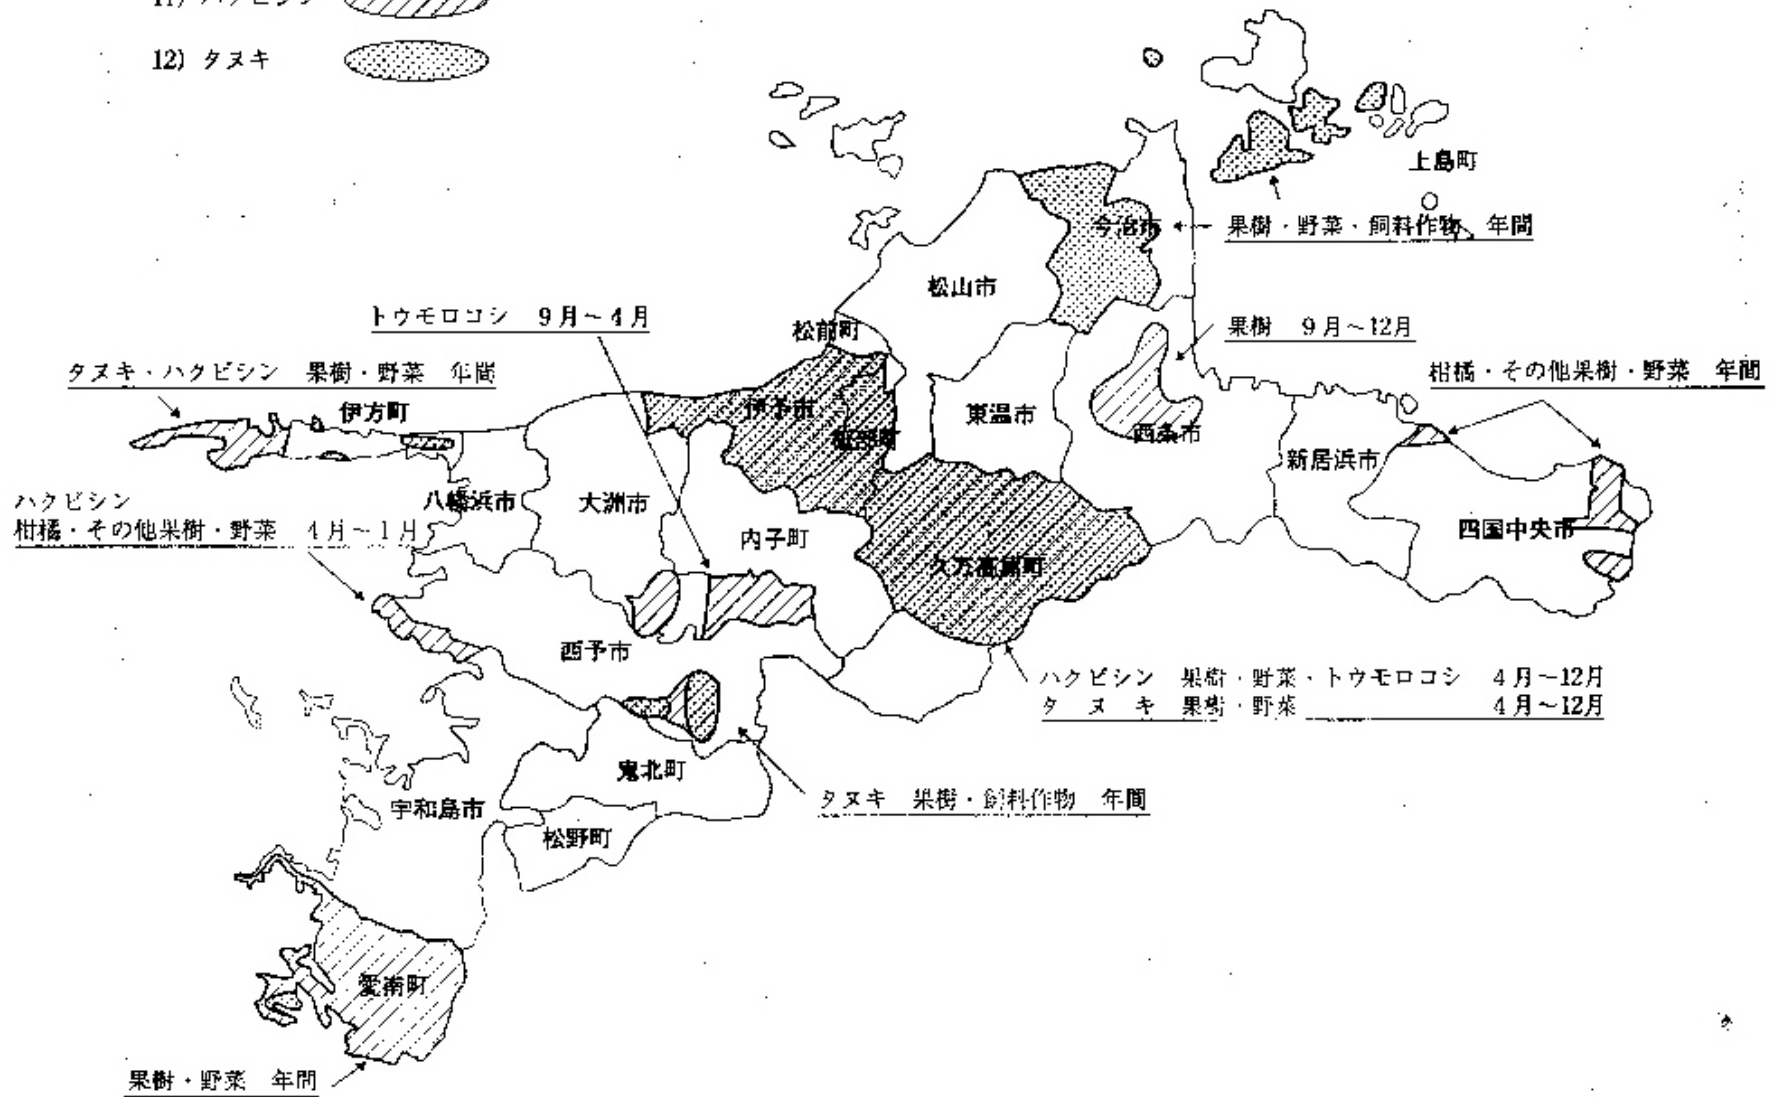 11) ハクビシン
12) タヌキ
上島町
今治市
果樹・野菜・飼料作物 年間
松山市
トウモロコシ 9月～4月
松前町
果樹 9月～12月
タヌキ・ハクビシン 果樹・野菜 年間
柑橘・その他果樹・野菜 年間
伊方町
伊予市
砥部町
東温市
西条市
新居浜市
ハクビシン
柑橘・その他果樹・野菜 4月～1月
八幡浜市
大洲市
内子町
四国中央市
久万高原町
西予市
ハクビシン 果樹・野菜・トウモロコシ 4月～12月
タヌキ 果樹・野菜 4月～12月
鬼北町
タヌキ 果樹・飼料作物 年間
宇和島市
松野町
愛南町
果樹・野菜 年間